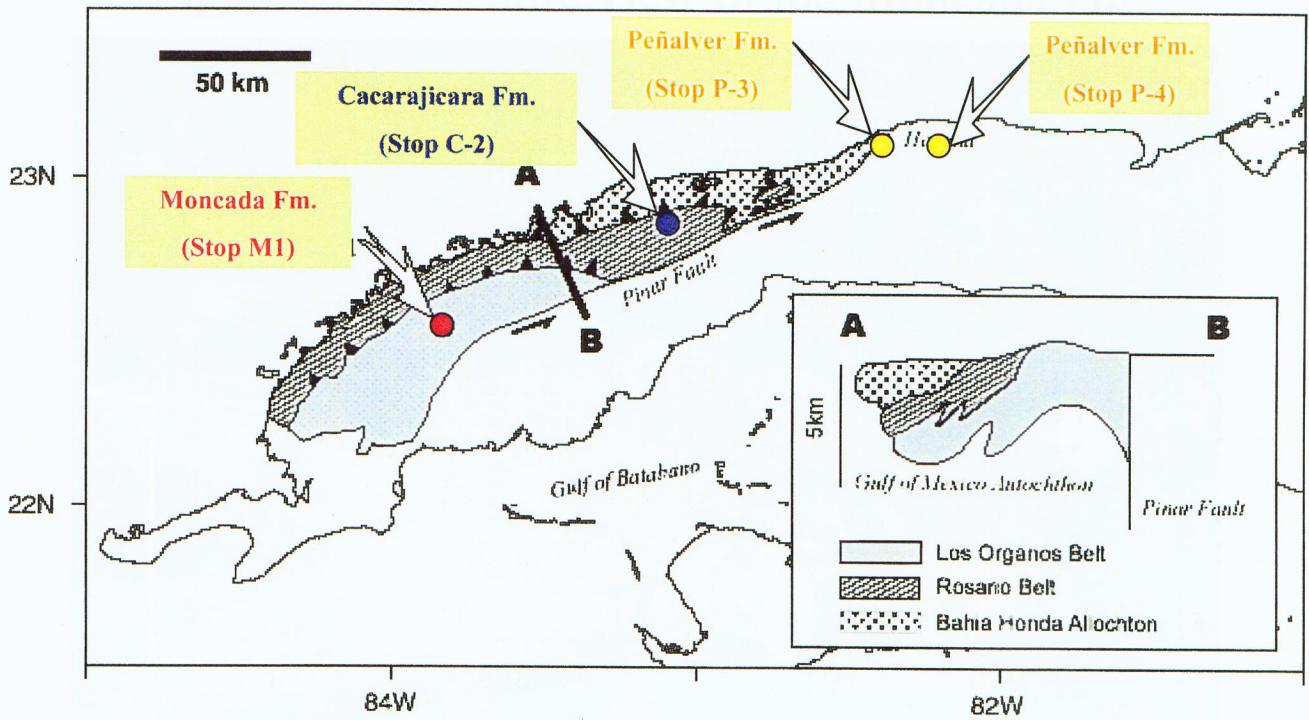 50 km
Peñalver Fm.
(Stop P-3)
Peñalver Fm.
(Stop P-4)
Cacarajicara Fm.
(Stop C-2)
Moncada Fm.
(Stop M1)
23N
22N
84W
82W
A
B
Pinar Fault
Gulf of Batabano
A
B
5km
Gulf of Mexico Autochthon
Pinar Fault
Los Organos Belt
Rosario Belt
Bahia Honda Allochton